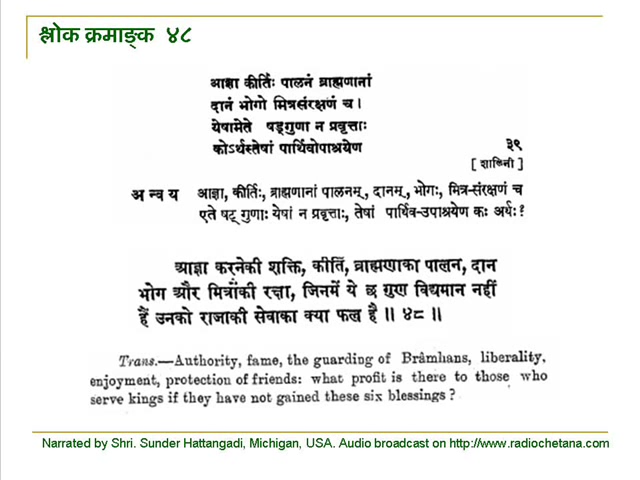 श्लोक क्रमाङ्क ४८
आज्ञा कीर्तिः पालनं ब्राह्मणानां
दानं भोगो मित्रसंरक्षणं च।
येषामेते षड्गुणा न प्रवृत्ताः
कोऽर्थस्तेषां पार्थिवोपाश्रयेण ३९
[ शालिनी ]
अन्वय आज्ञा, कीर्तिः, ब्राह्मणानां पालनम्, दानम्, भोगः, मित्र-संरक्षणं च
एते षट् गुणाः येषां न प्रवृत्ताः, तेषां पार्थिव-उपाश्रयेण कः अर्थः?
आज्ञा करनेकी शक्ति, कीर्ति, ब्राह्मणाका पालन, दान
भोग और मित्रोंकी रक्षा, जिनमें ये छ गुण विद्यमान नहीं
हैं उनको राजाकी सेवाका क्या फल है॥ ४८॥
Trans.—Authority, fame, the guarding of Brâmhans, liberality,
enjoyment, protection of friends: what profit is there to those who
serve kings if they have not gained these six blessings?
Narrated by Shri. Sunder Hattangadi, Michigan, USA. Audio broadcast on http://www.radiochetana.com